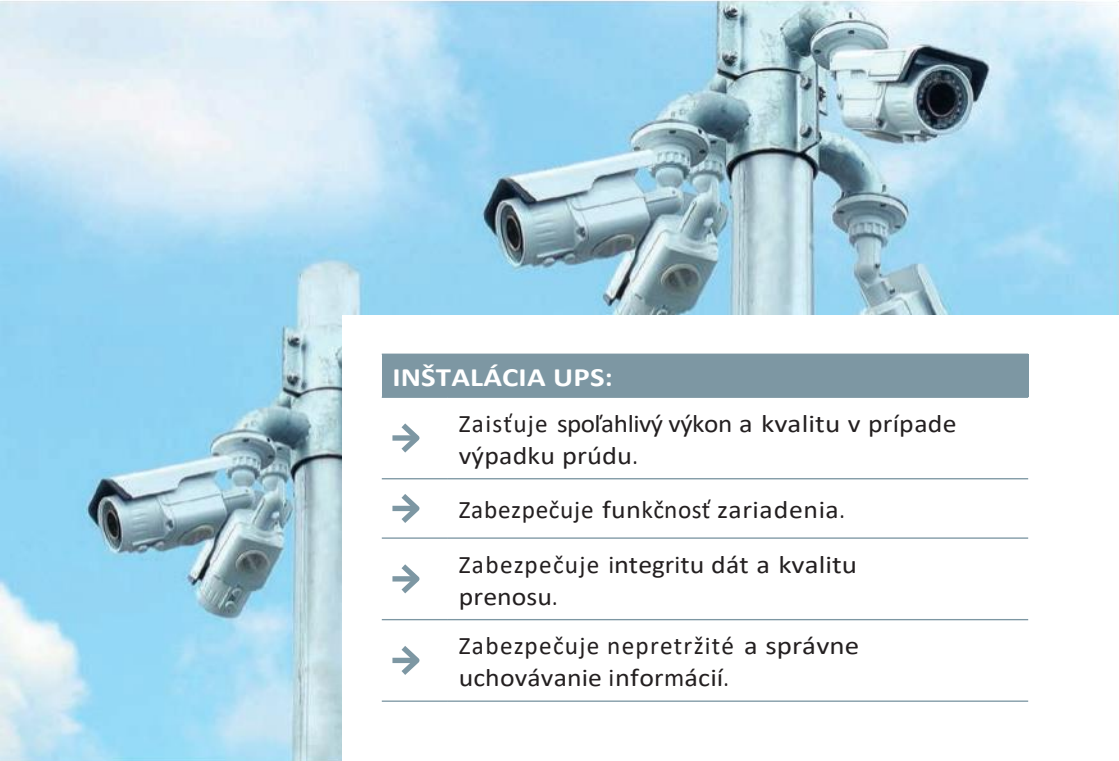 INŠTALÁCIA UPS:
Zaisťuje spoľahlivý výkon a kvalitu v prípade
výpadku prúdu.
Zabezpečuje funkčnosť zariadenia.
Zabezpečuje integritu dát a kvalitu
prenosu.
Zabezpečuje nepretržité a správne
uchovávanie informácií.